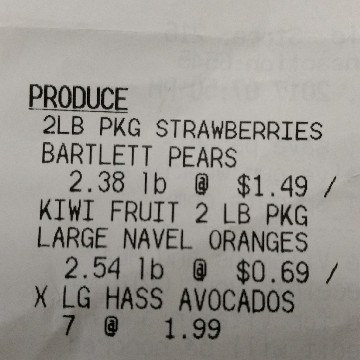 PRODUCE
2LB PKG STRAWBERRIES
BARTLETT PEARS
2.38 lb @ $1.49 /
KIWI FRUIT 2 LB PKG
LARGE NAVEL ORANGES
2.54 lb @ $0.69 /
X LG HASS AVOCADOS
7 @ 1.99